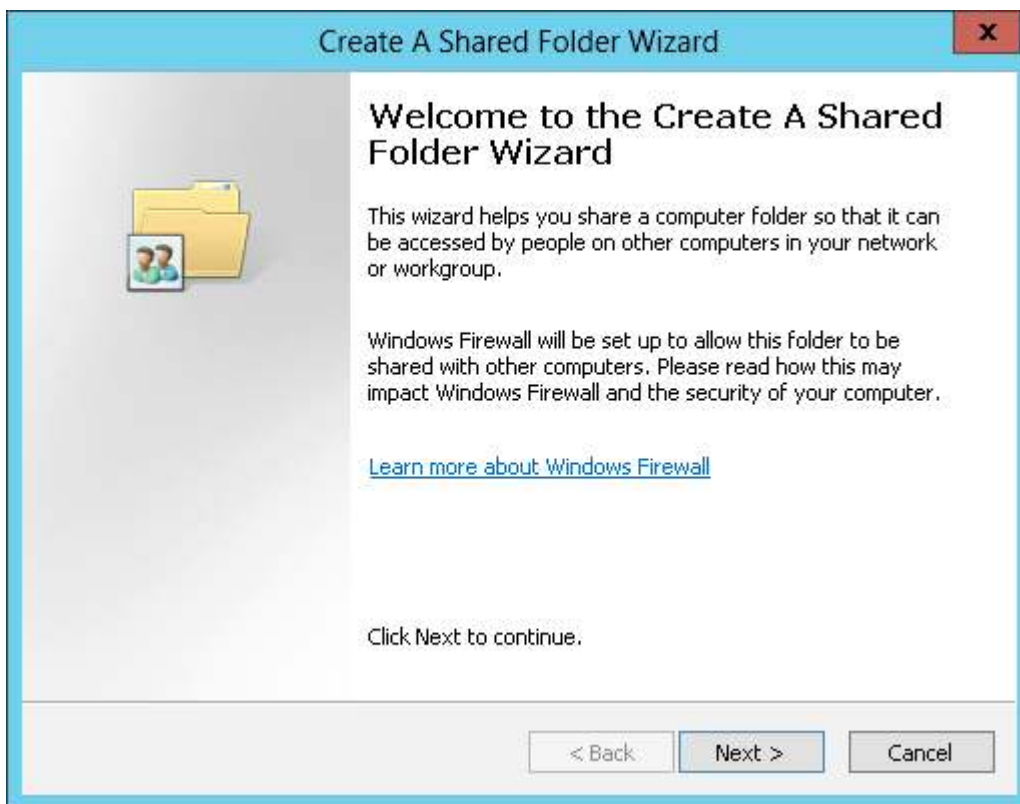 Create A Shared Folder Wizard
x
Welcome to the Create A Shared
Folder Wizard
This wizard helps you share a computer folder so that it can
be accessed by people on other computers in your network
or workgroup.
Windows Firewall will be set up to allow this folder to be
shared with other computers. Please read how this may
impact Windows Firewall and the security of your computer.
Learn more about Windows Firewall
Click Next to continue.
< Back
Next >
Cancel